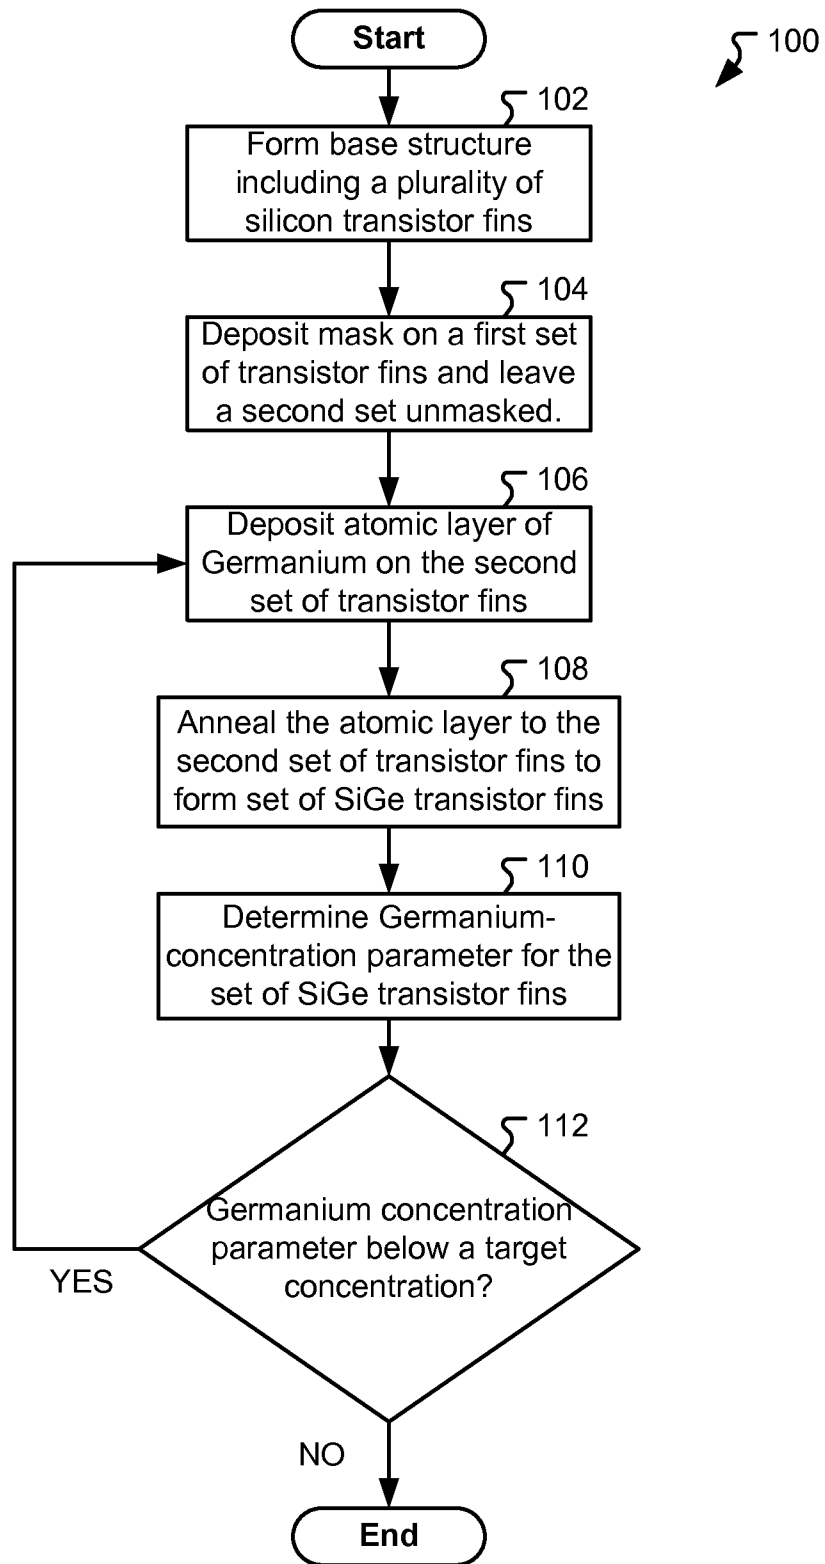 Start
100
102
Form base structure
including a plurality of
silicon transistor fins
104
Deposit mask on a first set
of transistor fins and leave
a second set unmasked.
106
Deposit atomic layer of
Germanium on the second
set of transistor fins
108
Anneal the atomic layer to the
second set of transistor fins to
form set of SiGe transistor fins
110
Determine Germanium-
concentration parameter for the
set of SiGe transistor fins
112
Germanium concentration
parameter below a target
concentration?
YES
NO
End